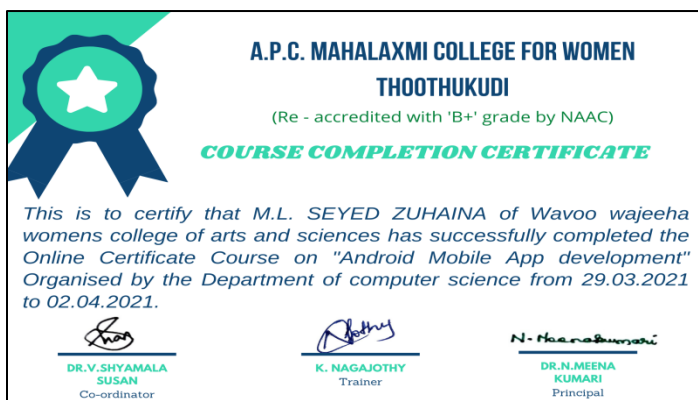 A.P.C. MAHALAXMI COLLEGE FOR WOMEN
THOOTHUKUDI
(Re - accredited with 'B+' grade by NAAC)
COURSE COMPLETION CERTIFICATE
This is to certify that M.L. SEYED ZUHAINA of Wavoo wajeeha
womens college of arts and sciences has successfully completed the
Online Certificate Course on "Android Mobile App development"
Organised by the Department of computer science from 29.03.2021
to 02.04.2021.
N. Meenakumari
DR.V.SHYAMALA
SUSAN
Co-ordinator
K. NAGAJOTHY
Trainer
DR.N.MEENA
KUMARI
Principal